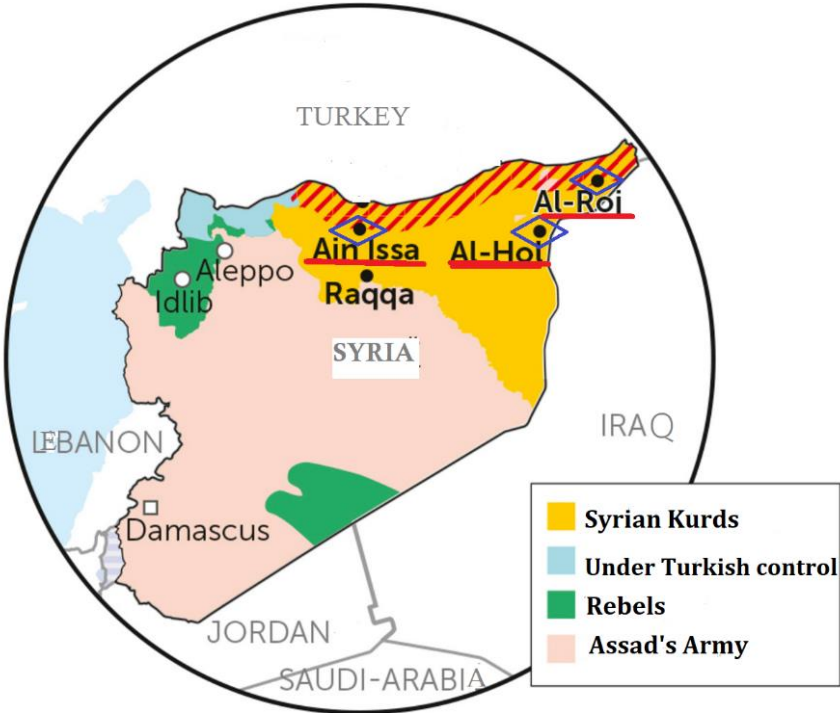 TURKEY
Al-Roj
Ain Issa
Al-Hol
Aleppo
Idlib
Raqqa
SYRIA
LEBANON
IRAQ
Damascus
JORDAN
SAUDI-ARABIA
Syrian Kurds
Under Turkish control
Rebels
Assad's Army